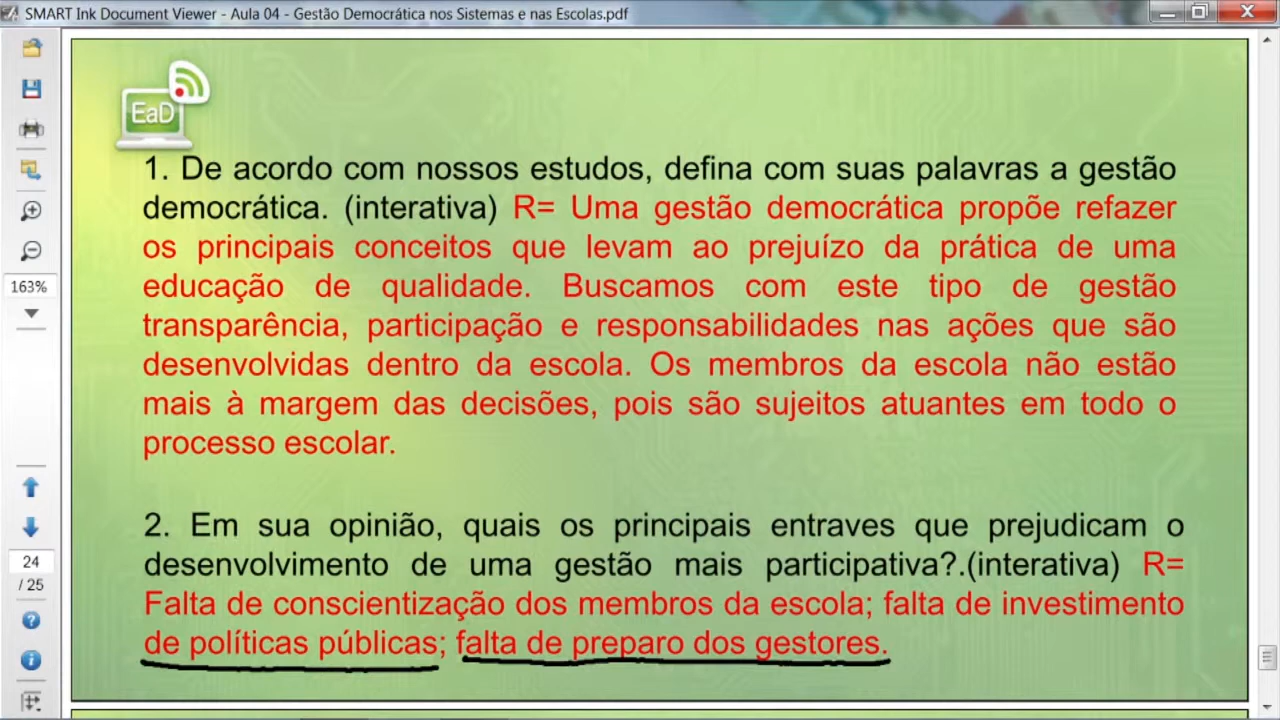 SMART Ink Document Viewer - Aula 04 - Gestão Democrática nos Sistemas e nas Escolas.pdf
EaD
1. De acordo com nossos estudos, defina com suas palavras a gestão
democrática. (interativa) R= Uma gestão democrática propõe refazer
os principais conceitos que levam ao prejuízo da prática de uma
educação de qualidade. Buscamos com este tipo de gestão
transparência, participação e responsabilidades nas ações que são
desenvolvidas dentro da escola. Os membros da escola não estão
mais à margem das decisões, pois são sujeitos atuantes em todo o
processo escolar.
2. Em sua opinião, quais os principais entraves que prejudicam o
desenvolvimento de uma gestão mais participativa?.(interativa) R=
Falta de conscientização dos membros da escola; falta de investimento
de políticas públicas; falta de preparo dos gestores.
163%
24
/ 25